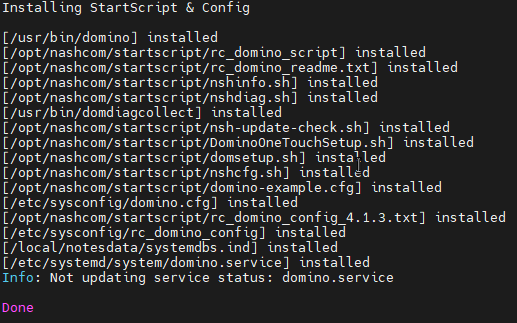 Installing StartScript & Config
[/usr/bin/domino] installed
[/opt/nashcom/startscript/rc_domino_script] installed
[/opt/nashcom/startscript/rc_domino_readme.txt] installed
[/opt/nashcom/startscript/nshinfo.sh] installed
[/opt/nashcom/startscript/nshdiag.sh] installed
[/usr/bin/domdiagcollect] installed
[/opt/nashcom/startscript/nsh-update-check.sh] installed
[/opt/nashcom/startscript/DominoOneTouchSetup.sh] installed
[/opt/nashcom/startscript/domsetup.sh] installed
[/opt/nashcom/startscript/nshcfg.sh] installed
[/opt/nashcom/startscript/domino-example.cfg] installed
[/etc/sysconfig/domino.cfg] installed
[/opt/nashcom/startscript/rc_domino_config_4.1.3.txt] installed
[/etc/sysconfig/rc_domino_config] installed
[/local/notesdata/systemdbs.ind] installed
[/etc/systemd/system/domino.service] installed
Info: Not updating service status: domino.service
Done